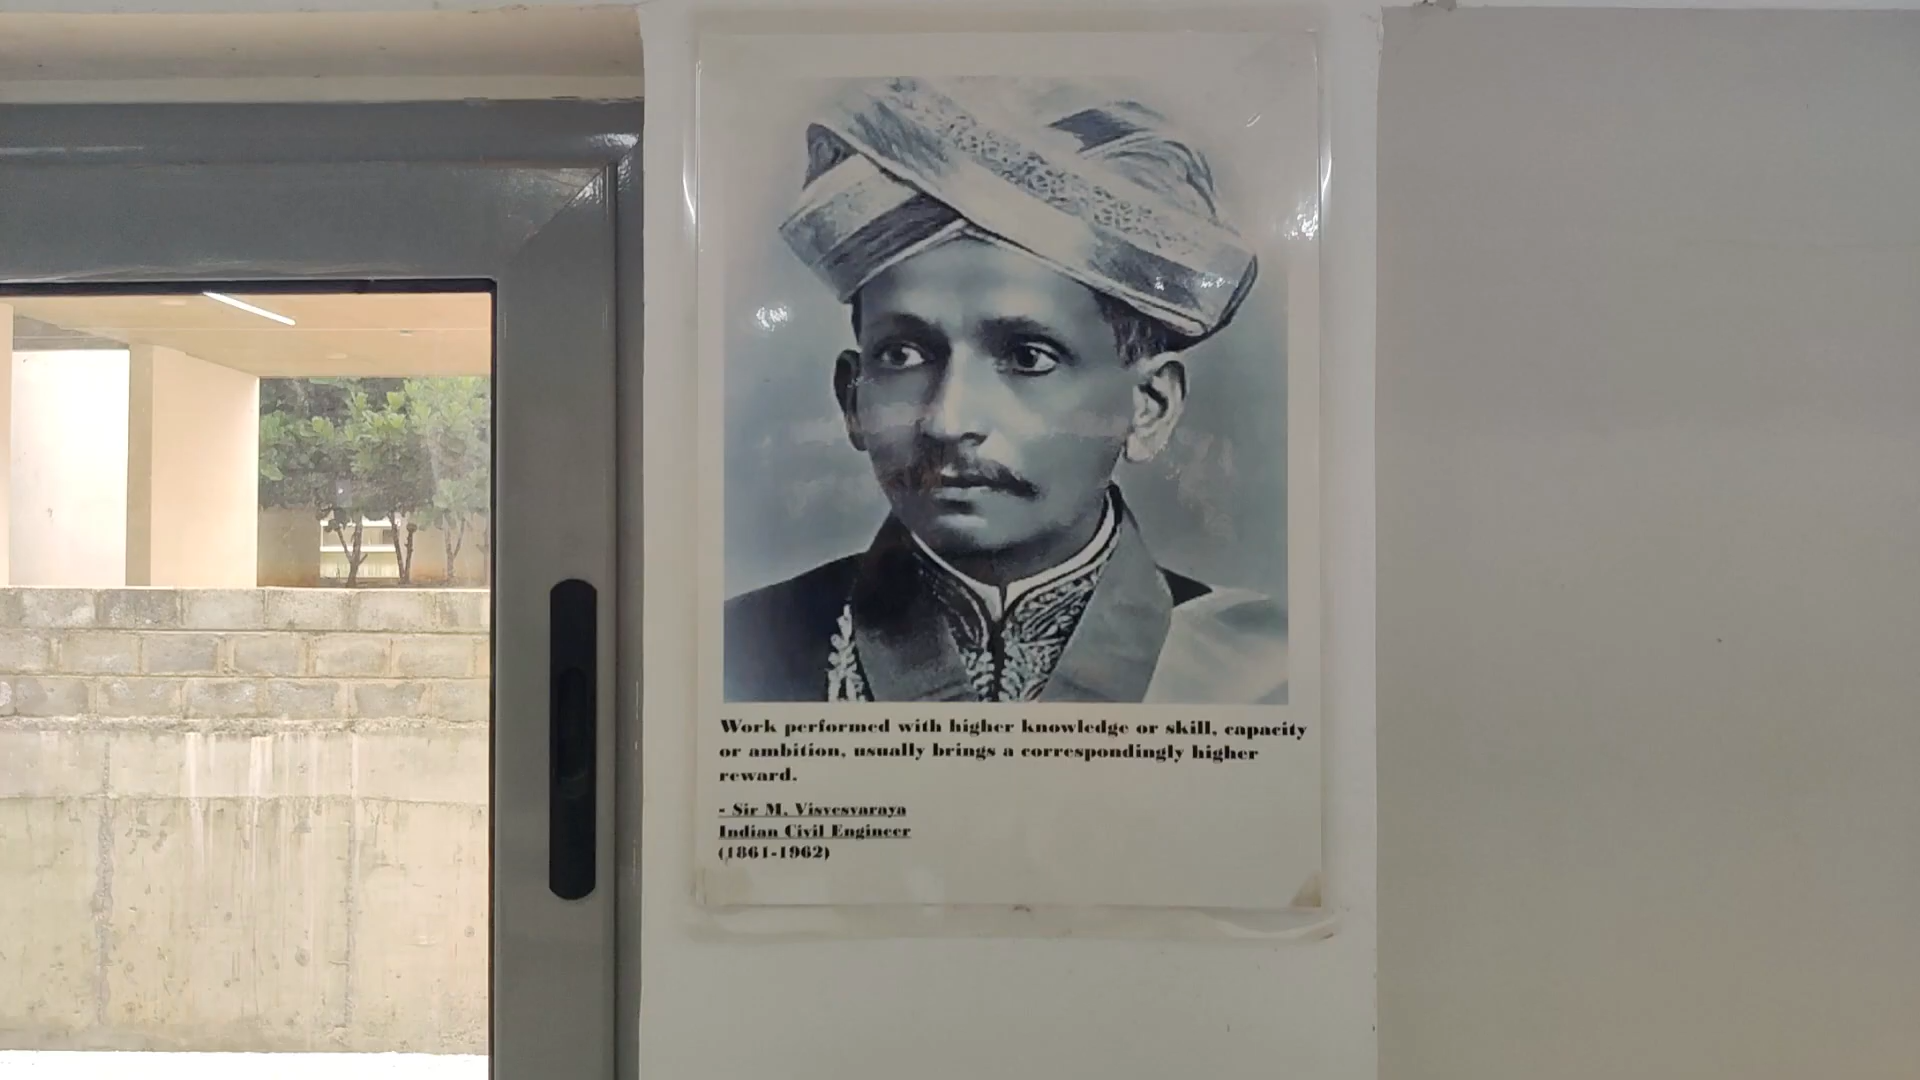 Work performed with higher knowledge or skill, capacity
or ambition, usually brings a correspondingly higher
reward.
- Sir M. Visvesvaraya
Indian Civil Engineer
(1861-1962)